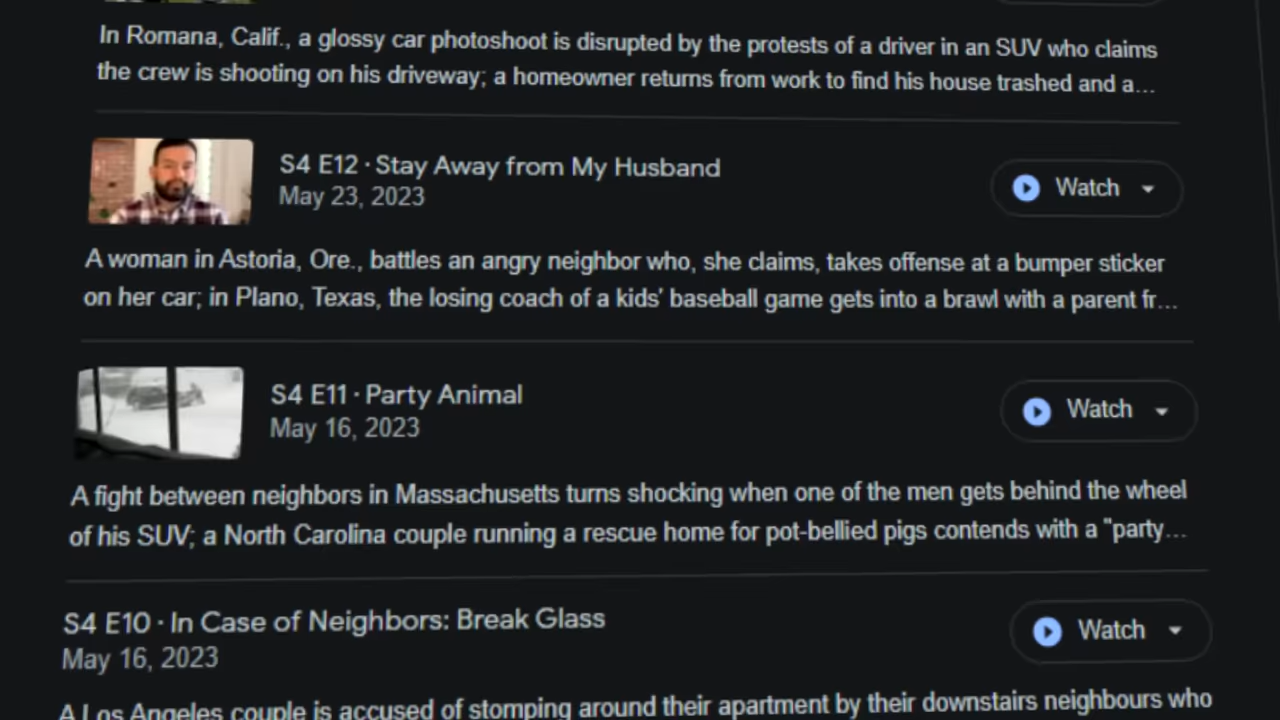 In Romana, Calif., a glossy car photoshoot is disrupted by the protests of a driver in an SUV who claims
the crew is shooting on his driveway; a homeowner returns from work to find his house trashed and a...
S4 E12 · Stay Away from My Husband
May 23, 2023
Watch
A woman in Astoria, Ore., battles an angry neighbor who, she claims, takes offense at a bumper sticker
on her car; in Plano, Texas, the losing coach of a kids' baseball game gets into a brawl with a parent fr...
S4 E11 · Party Animal
May 16, 2023
Watch
A fight between neighbors in Massachusetts turns shocking when one of the men gets behind the wheel
of his SUV; a North Carolina couple running a rescue home for pot-bellied pigs contends with a "party...
S4 E10 · In Case of Neighbors: Break Glass
May 16, 2023
Watch
A Los Angeles couple is accused of stomping around their apartment by their downstairs neighbours who